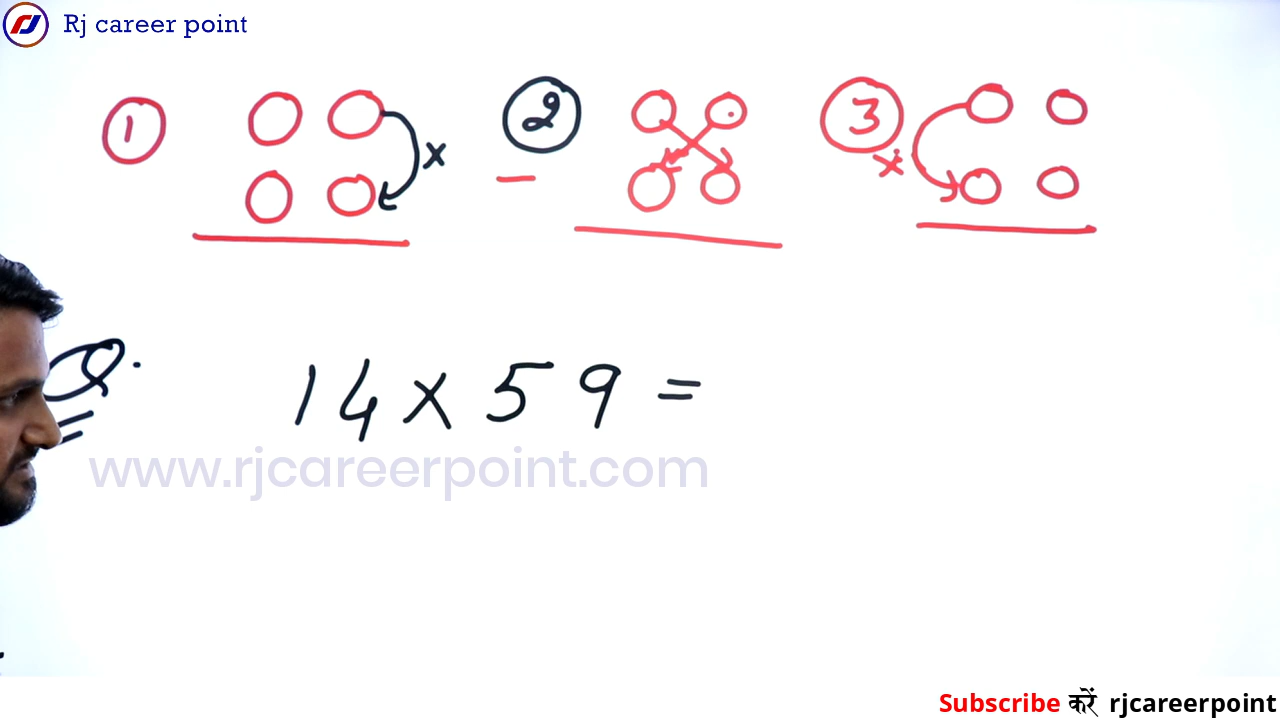 Rj career point
1 x 2 3 x
Q. 14 x 59 =
www.rjcareerpoint.com
Subscribe करें rjcareerpoint